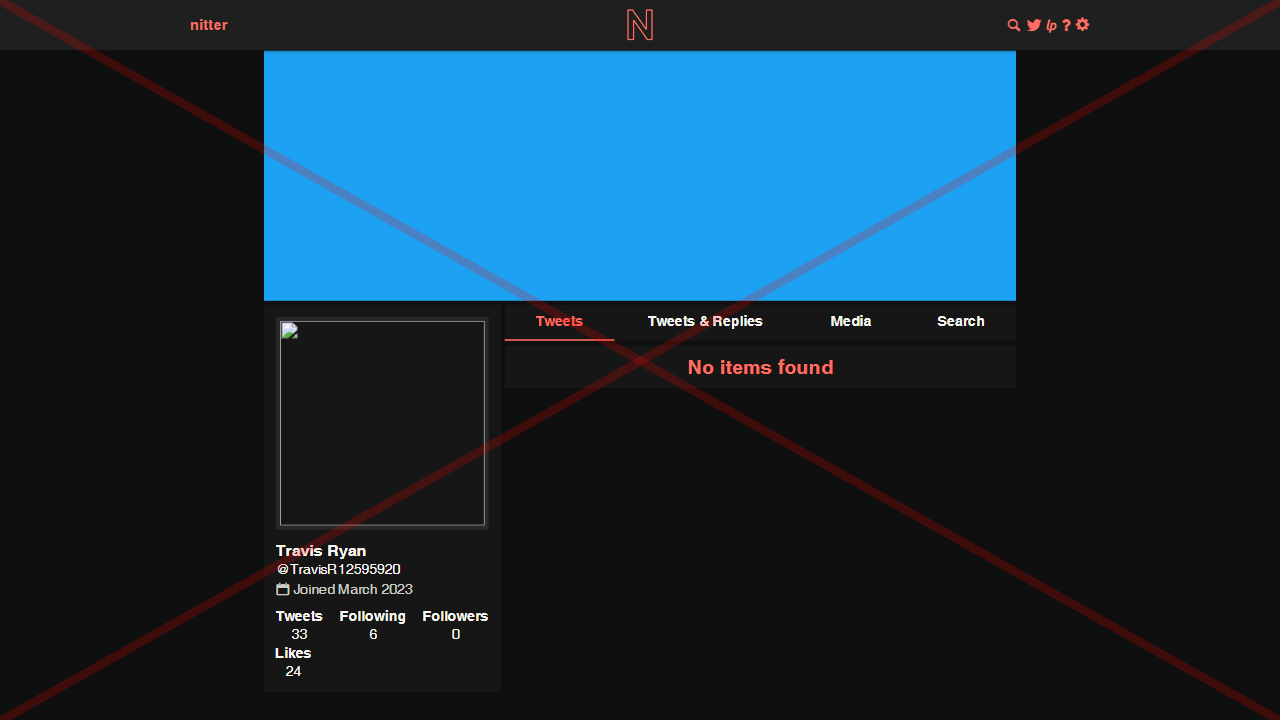 nitter
N
lp ?
Tweets Tweets & Replies Media Search
No items found
Travis Ryan
@TravisR12595920
Joined March 2023
Tweets Following Followers
33 6 0
Likes
24